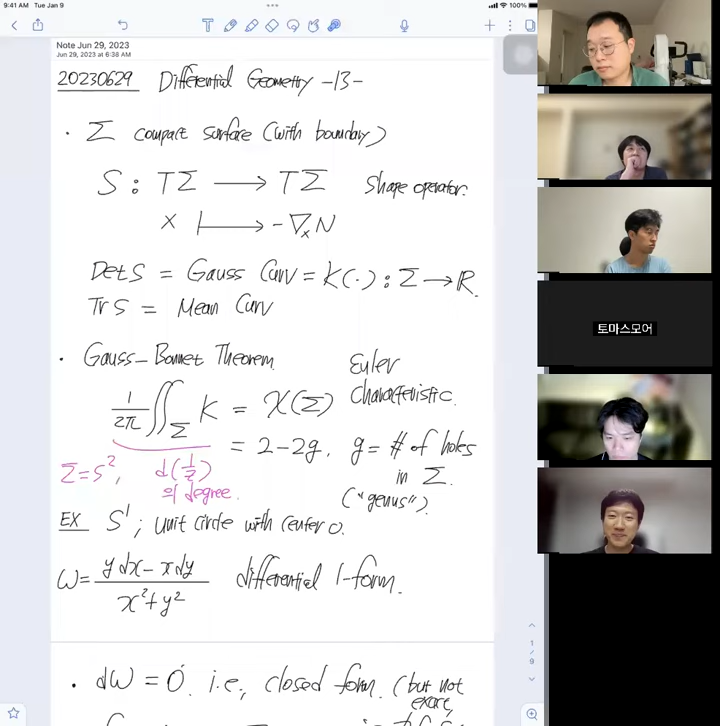 9:41 AM Tue Jan 9
100%
Note Jun 29, 2023
Jun 29, 2023 at 6:38 AM
20230629 Differential Geometry -13-
· Σ compact surface (with boundary)
S : TΣ ⟶ TΣ shape operator.
X ⟼ -∇ₓN
Det S = Gauss Curv = K(·) : Σ → ℝ.
Tr S = Mean Curv
· Gauss-Bonnet Theorem.
Euler characteristic.
1/2π ∬_Σ K = χ(Σ)
= 2-2g, g = # of holes in Σ. ("genus").
Σ=S²,
of degree.
EX S¹; unit circle with center 0.
ω = (y dx - x dy)/(x²+y²) differential 1-form.
· dω = 0. i.e., closed form. (but not exact,
토마스모어
1
/
9